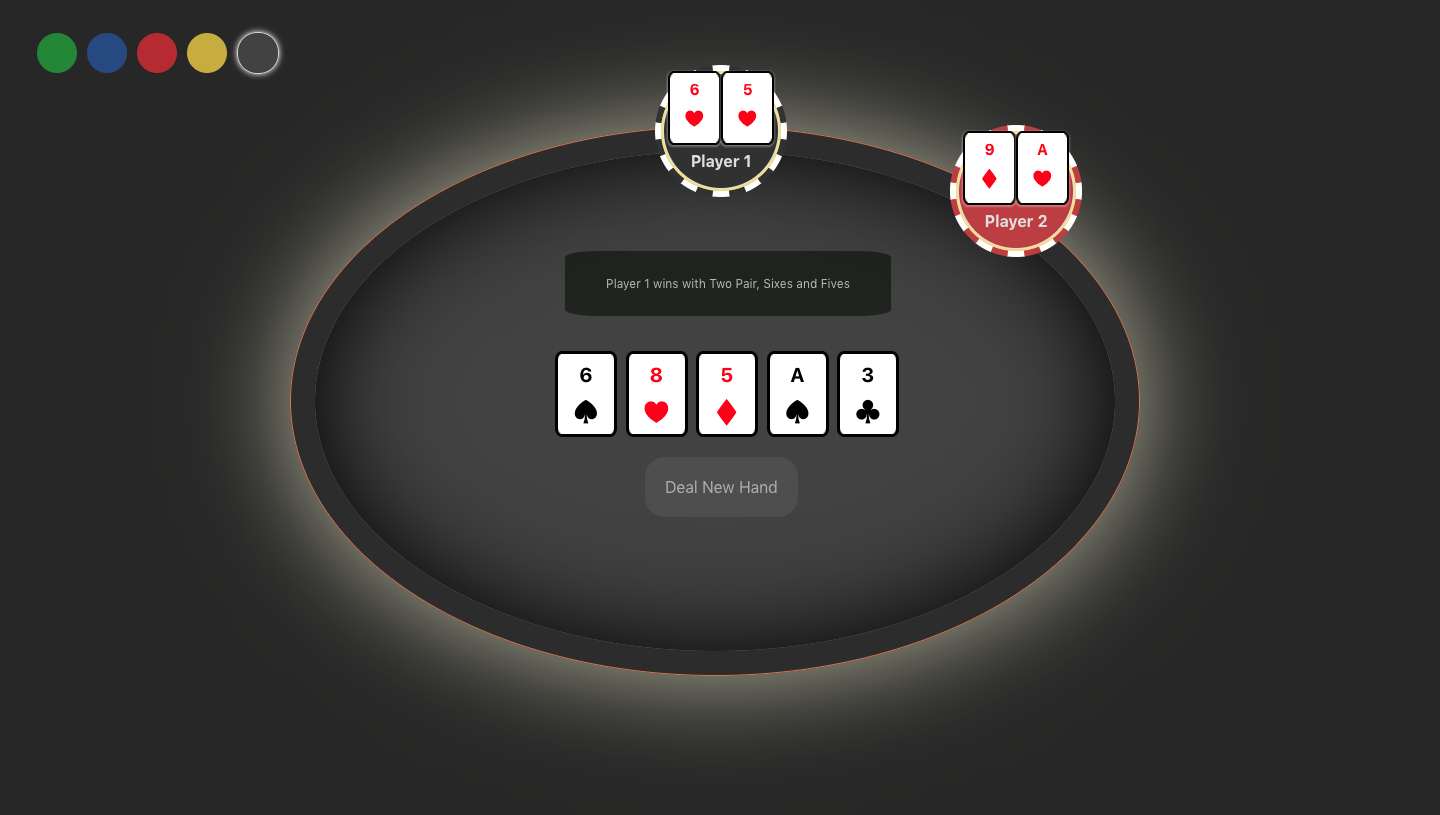 6 5
Player 1
9 A
Player 2
Player 1 wins with Two Pair, Sixes and Fives
6 8 5 A 3
Deal New Hand